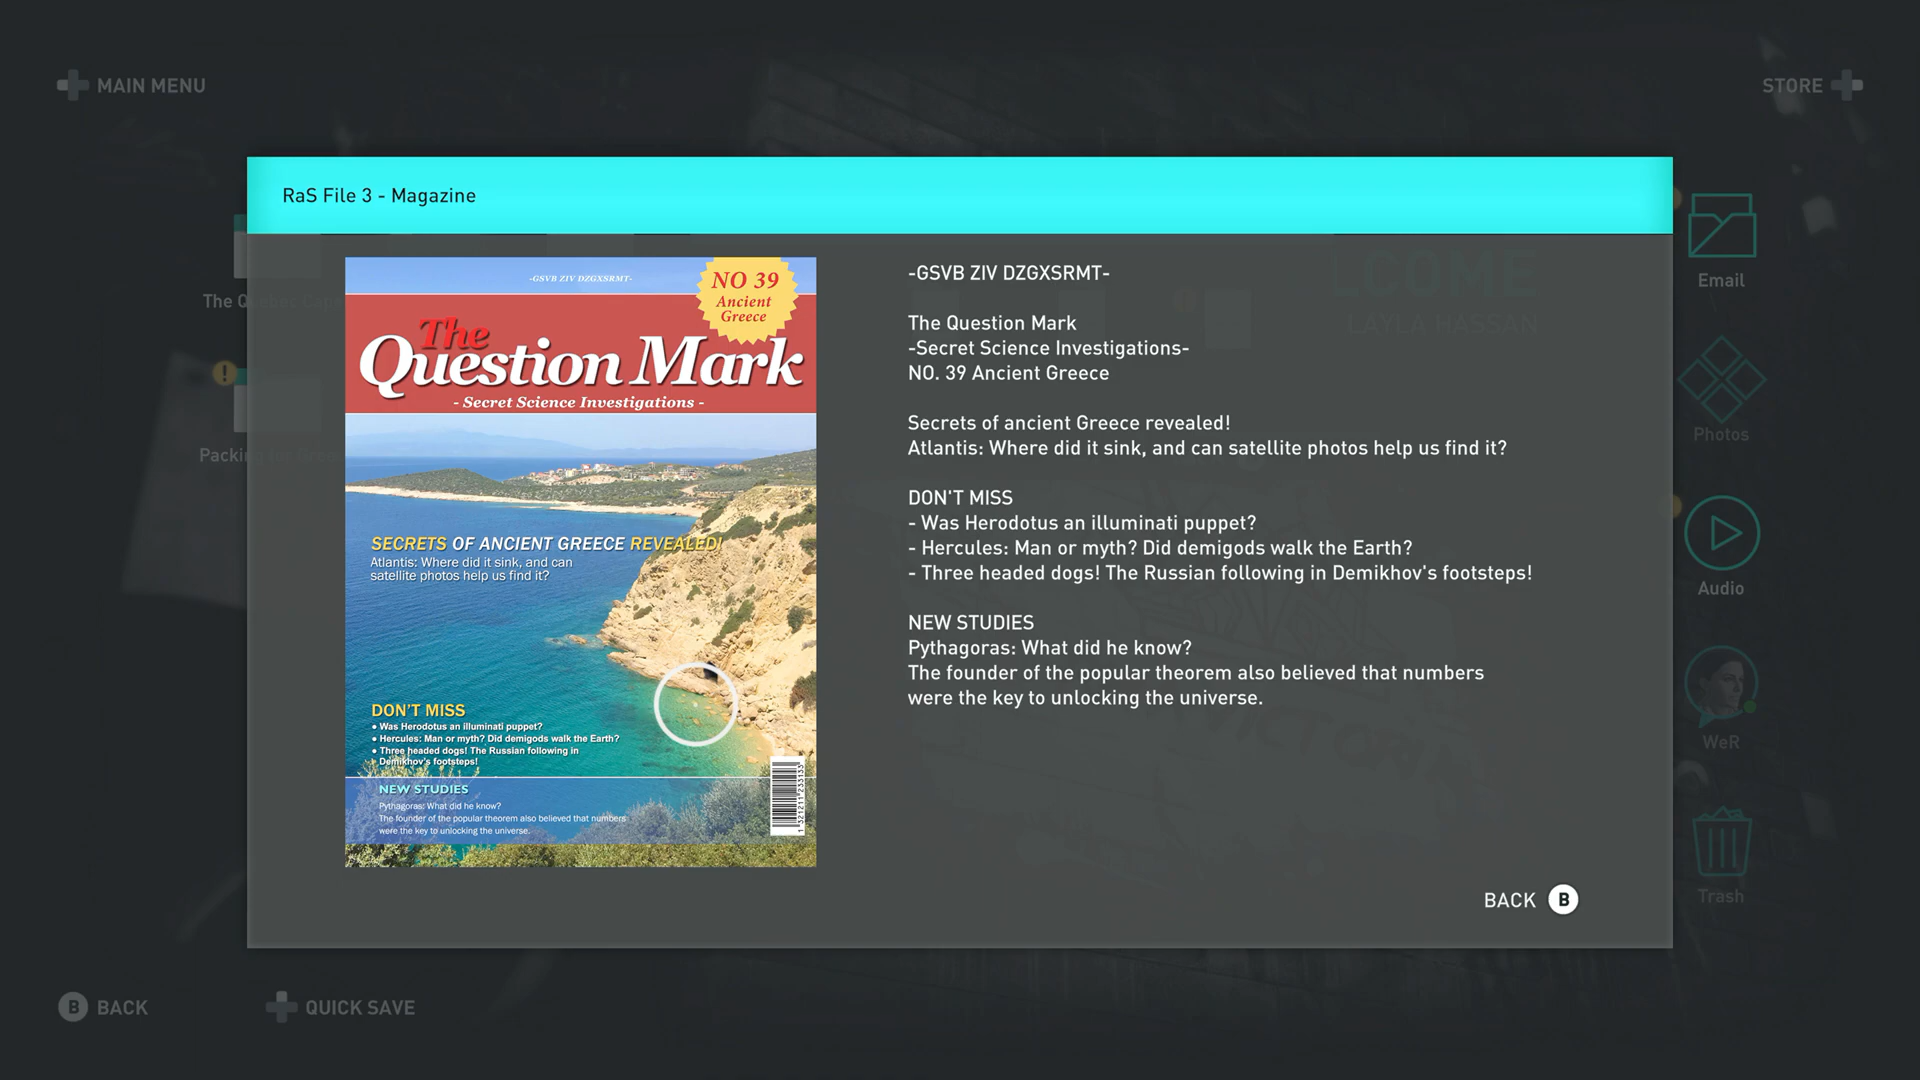 MAIN MENU
STORE
RaS File 3 - Magazine
-GSVB ZIV DZGXSRMT-
NO 39
Ancient
Greece
The
Question Mark
- Secret Science Investigations -
SECRETS OF ANCIENT GREECE REVEALED!
Atlantis: Where did it sink, and can
satellite photos help us find it?
DON'T MISS
• Was Herodotus an illuminati puppet?
• Hercules: Man or myth? Did demigods walk the Earth?
• Three headed dogs! The Russian following in
Demikhov's footsteps!
NEW STUDIES
Pythagoras: What did he know?
The founder of the popular theorem also believed that numbers
were the key to unlocking the universe.
-GSVB ZIV DZGXSRMT-
The Question Mark
-Secret Science Investigations-
NO. 39 Ancient Greece
Secrets of ancient Greece revealed!
Atlantis: Where did it sink, and can satellite photos help us find it?
DON'T MISS
- Was Herodotus an illuminati puppet?
- Hercules: Man or myth? Did demigods walk the Earth?
- Three headed dogs! The Russian following in Demikhov's footsteps!
NEW STUDIES
Pythagoras: What did he know?
The founder of the popular theorem also believed that numbers
were the key to unlocking the universe.
BACK B
COME
LAYLA HASSAN
The
Packing for
Email
Photos
Audio
WeR
Trash
B BACK
QUICK SAVE